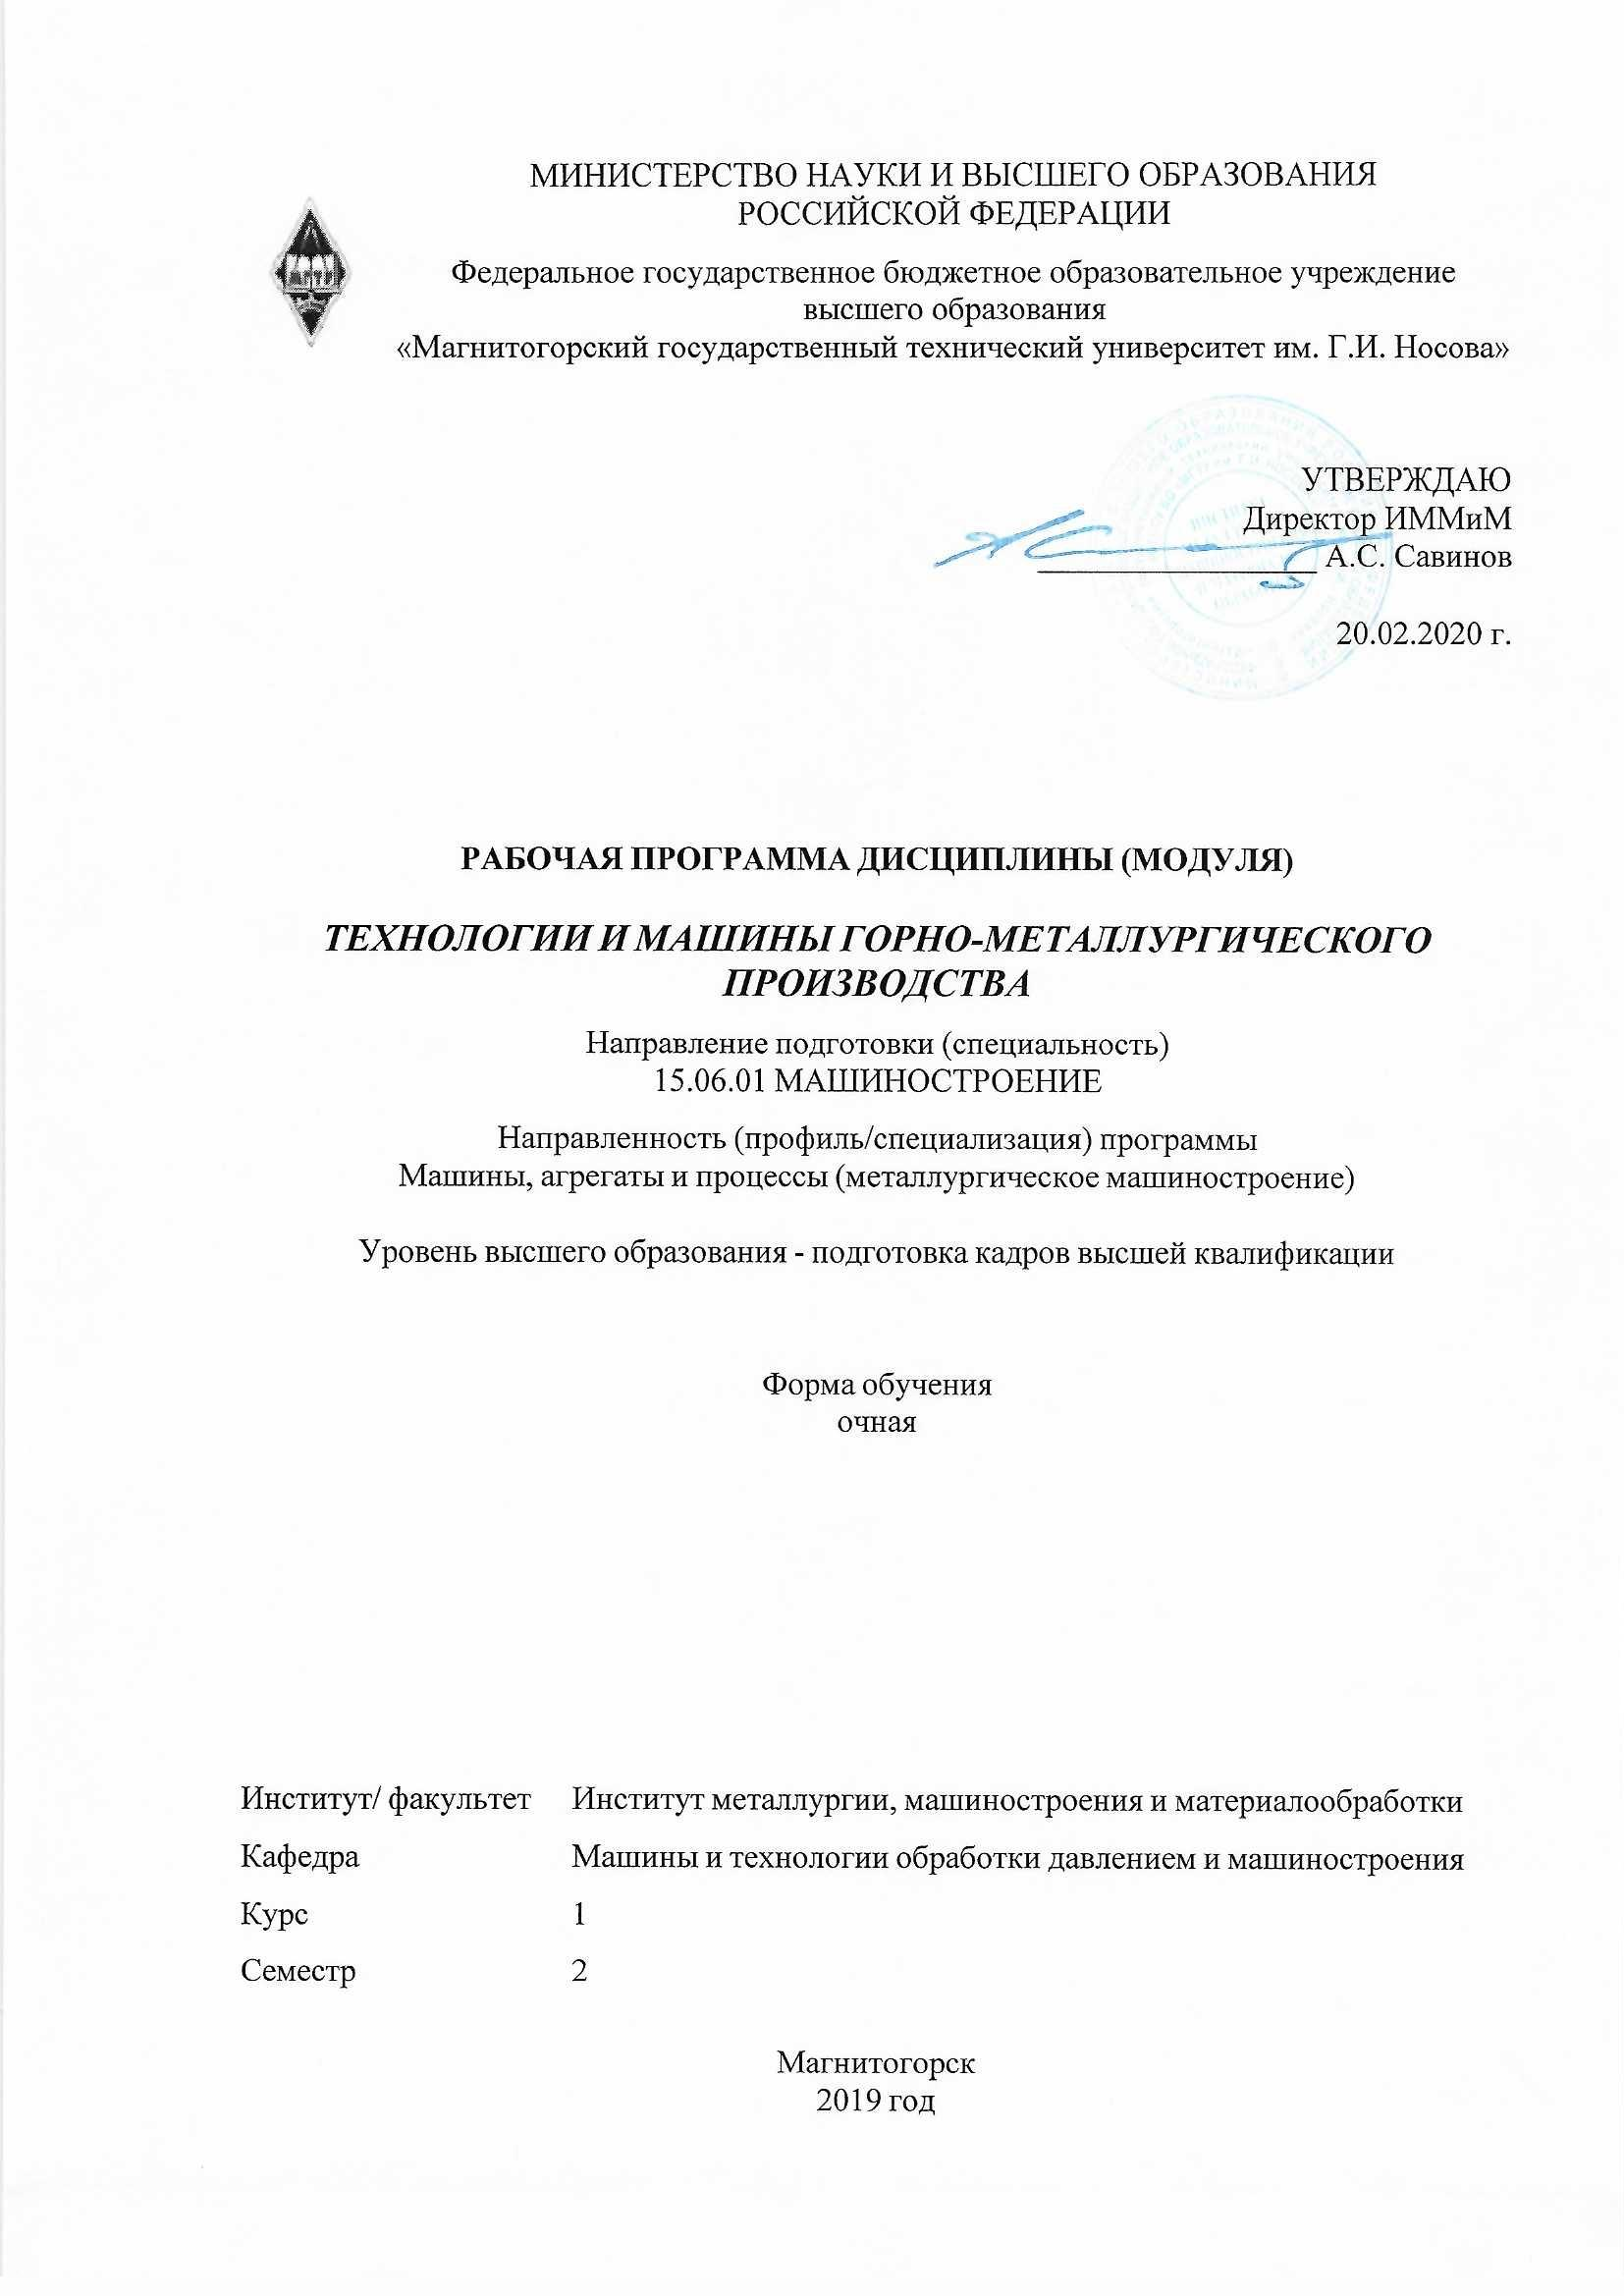 МИНИСТЕРСТВО НАУКИ И ВЫСШЕГО ОБРАЗОВАНИЯ
РОССИЙСКОЙ ФЕДЕРАЦИИ
Федеральное государственное бюджетное образовательное учреждение
высшего образования
«Магнитогорский государственный технический университет им. Г.И. Носова»
УТВЕРЖДАЮ
Директор ИММиМ
А.С. Савинов
20.02.2020 г.
РАБОЧАЯ ПРОГРАММА ДИСЦИПЛИНЫ (МОДУЛЯ)
ТЕХНОЛОГИИ И МАШИНЫ ГОРНО-МЕТАЛЛУРГИЧЕСКОГО
ПРОИЗВОДСТВА
Направление подготовки (специальность)
15.06.01 МАШИНОСТРОЕНИЕ
Направленность (профиль/специализация) программы
Машины, агрегаты и процессы (металлургическое машиностроение)
Уровень высшего образования - подготовка кадров высшей квалификации
Форма обучения
очная
Институт/ факультет Институт металлургии, машиностроения и материалообработки
Кафедра Машины и технологии обработки давлением и машиностроения
Курс 1
Семестр 2
Магнитогорск
2019 год